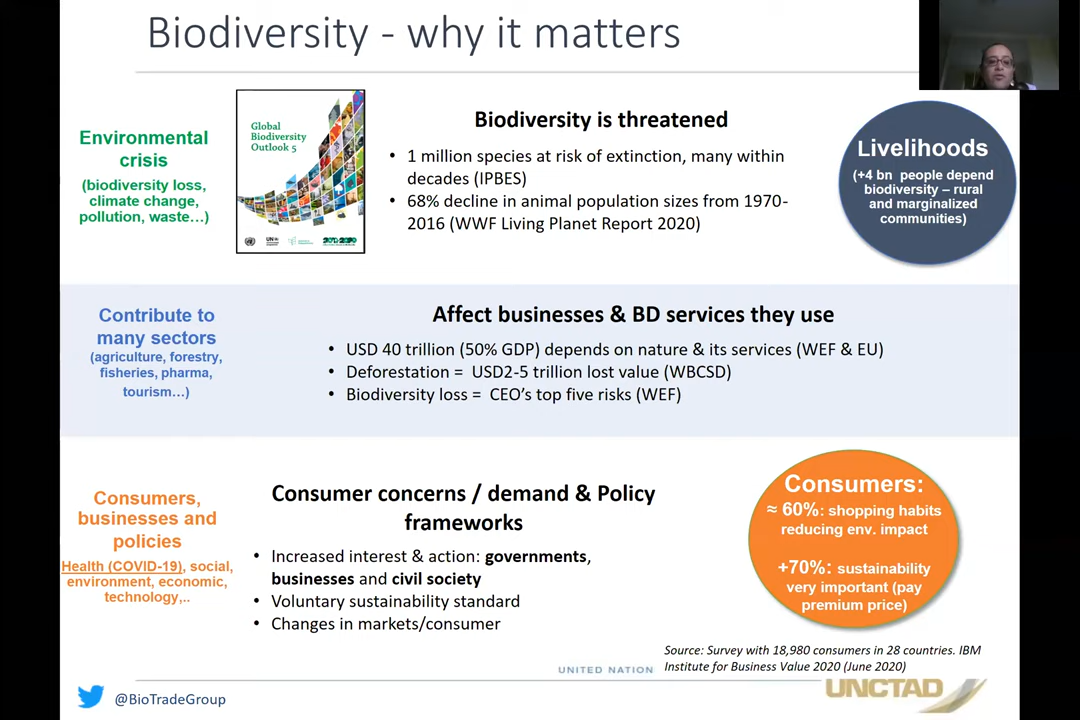 Biodiversity - why it matters
Environmental
crisis
(biodiversity loss,
climate change,
pollution, waste…)
Global
Biodiversity
Outlook 5
Biodiversity is threatened
• 1 million species at risk of extinction, many within
decades (IPBES)
• 68% decline in animal population sizes from 1970-
2016 (WWF Living Planet Report 2020)
Livelihoods
(+4 bn people depend
biodiversity – rural
and marginalized
communities)
Contribute to
many sectors
(agriculture, forestry,
fisheries, pharma,
tourism…)
Affect businesses & BD services they use
• USD 40 trillion (50% GDP) depends on nature & its services (WEF & EU)
• Deforestation = USD2-5 trillion lost value (WBCSD)
• Biodiversity loss = CEO's top five risks (WEF)
Consumers,
businesses and
policies
Health (COVID-19), social,
environment, economic,
technology,..
Consumer concerns / demand & Policy
frameworks
• Increased interest & action: governments,
businesses and civil society
• Voluntary sustainability standard
• Changes in markets/consumer
Consumers:
≈ 60%: shopping habits
reducing env. impact
+70%: sustainability
very important (pay
premium price)
Source: Survey with 18,980 consumers in 28 countries. IBM
Institute for Business Value 2020 (June 2020)
UNITED NATION
UNCTAD
@BioTradeGroup